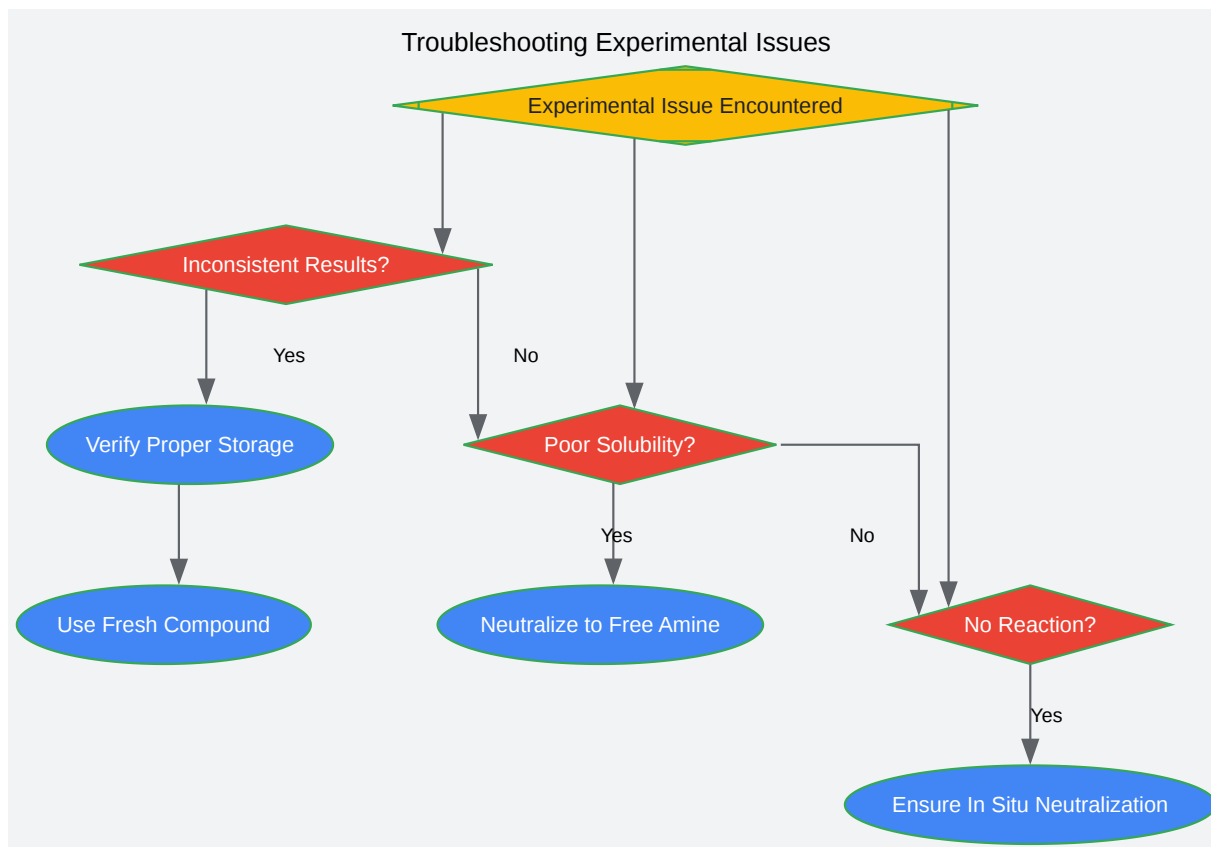 Troubleshooting Experimental Issues
Experimental Issue Encountered
Inconsistent Results?
Yes
No
Verify Proper Storage
Poor Solubility?
Yes
No
Use Fresh Compound
Neutralize to Free Amine
No Reaction?
Yes
Ensure In Situ Neutralization